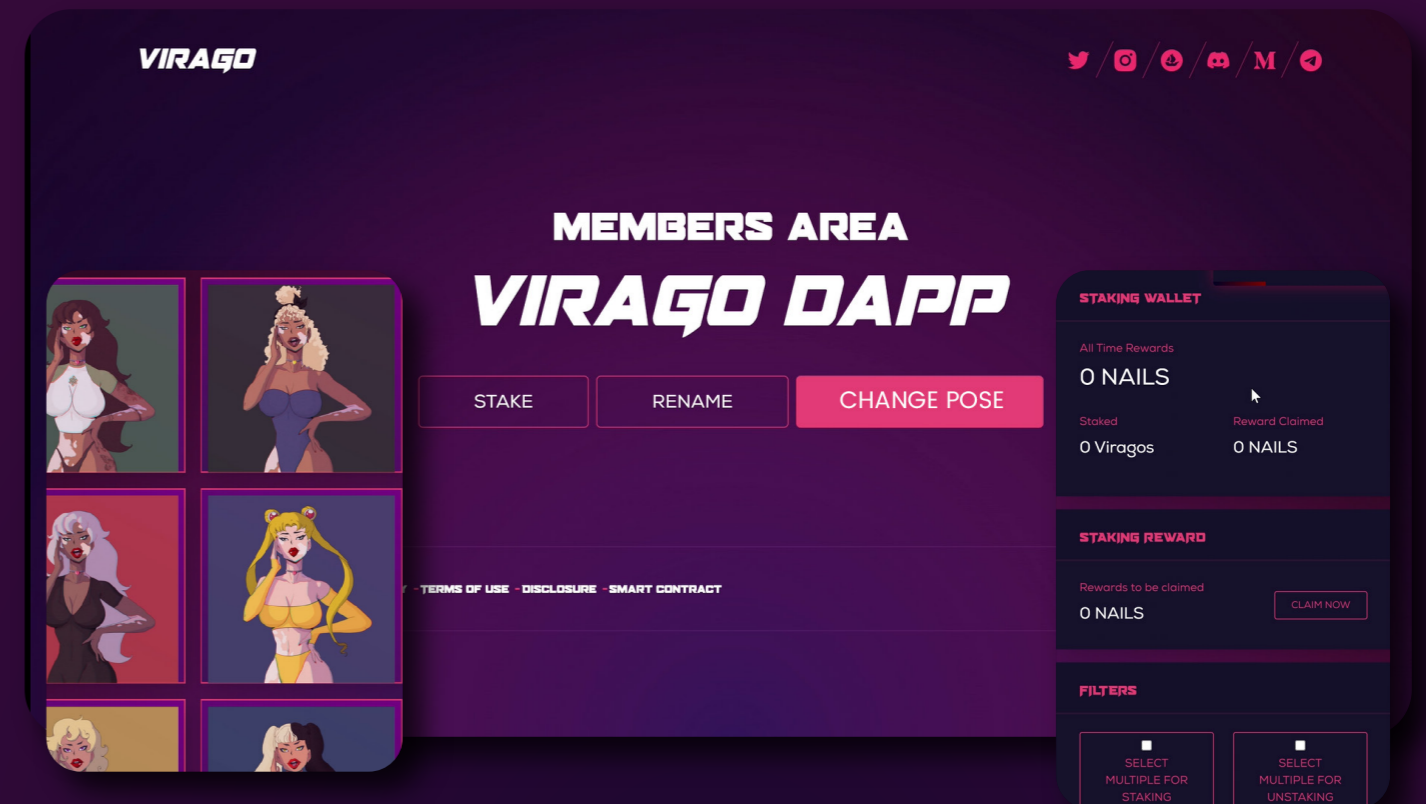 VIRAGO
MEMBERS AREA
VIRAGO DAPP
STAKE
RENAME
CHANGE POSE
- TERMS OF USE - DISCLOSURE - SMART CONTRACT
STAKING WALLET
All Time Rewards
0 NAILS
Staked
Reward Claimed
0 Viragos
0 NAILS
STAKING REWARD
Rewards to be claimed
0 NAILS
CLAIM NOW
FILTERS
SELECT
MULTIPLE FOR
STAKING
SELECT
MULTIPLE FOR
UNSTAKING